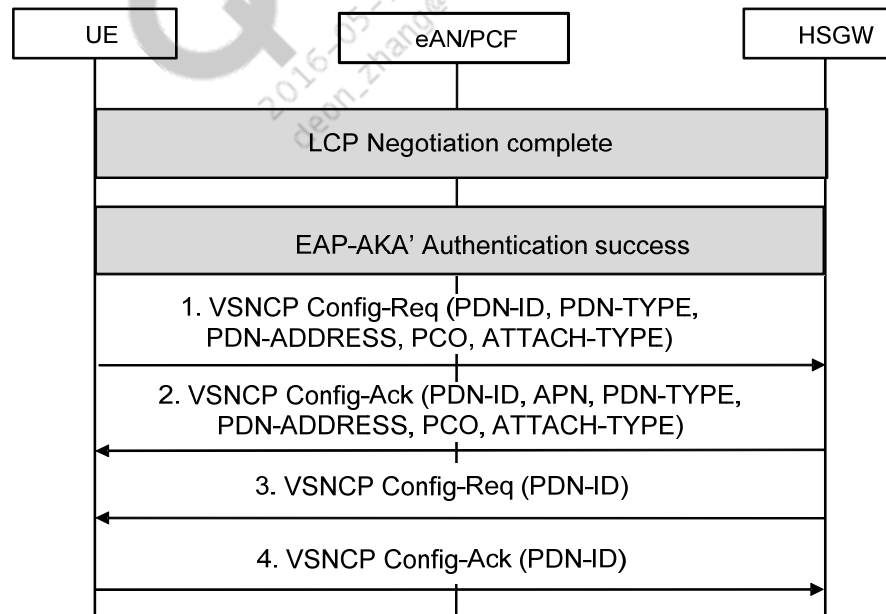 2016-05-
UE
eAN/PCF
HSGW
LCP Negotiation complete
EAP-AKA’ Authentication success
1. VSNCP Config-Req (PDN-ID, PDN-TYPE,
PDN-ADDRESS, PCO, ATTACH-TYPE)
2. VSNCP Config-Ack (PDN-ID, APN, PDN-TYPE,
PDN-ADDRESS, PCO, ATTACH-TYPE)
3. VSNCP Config-Req (PDN-ID)
4. VSNCP Config-Ack (PDN-ID)